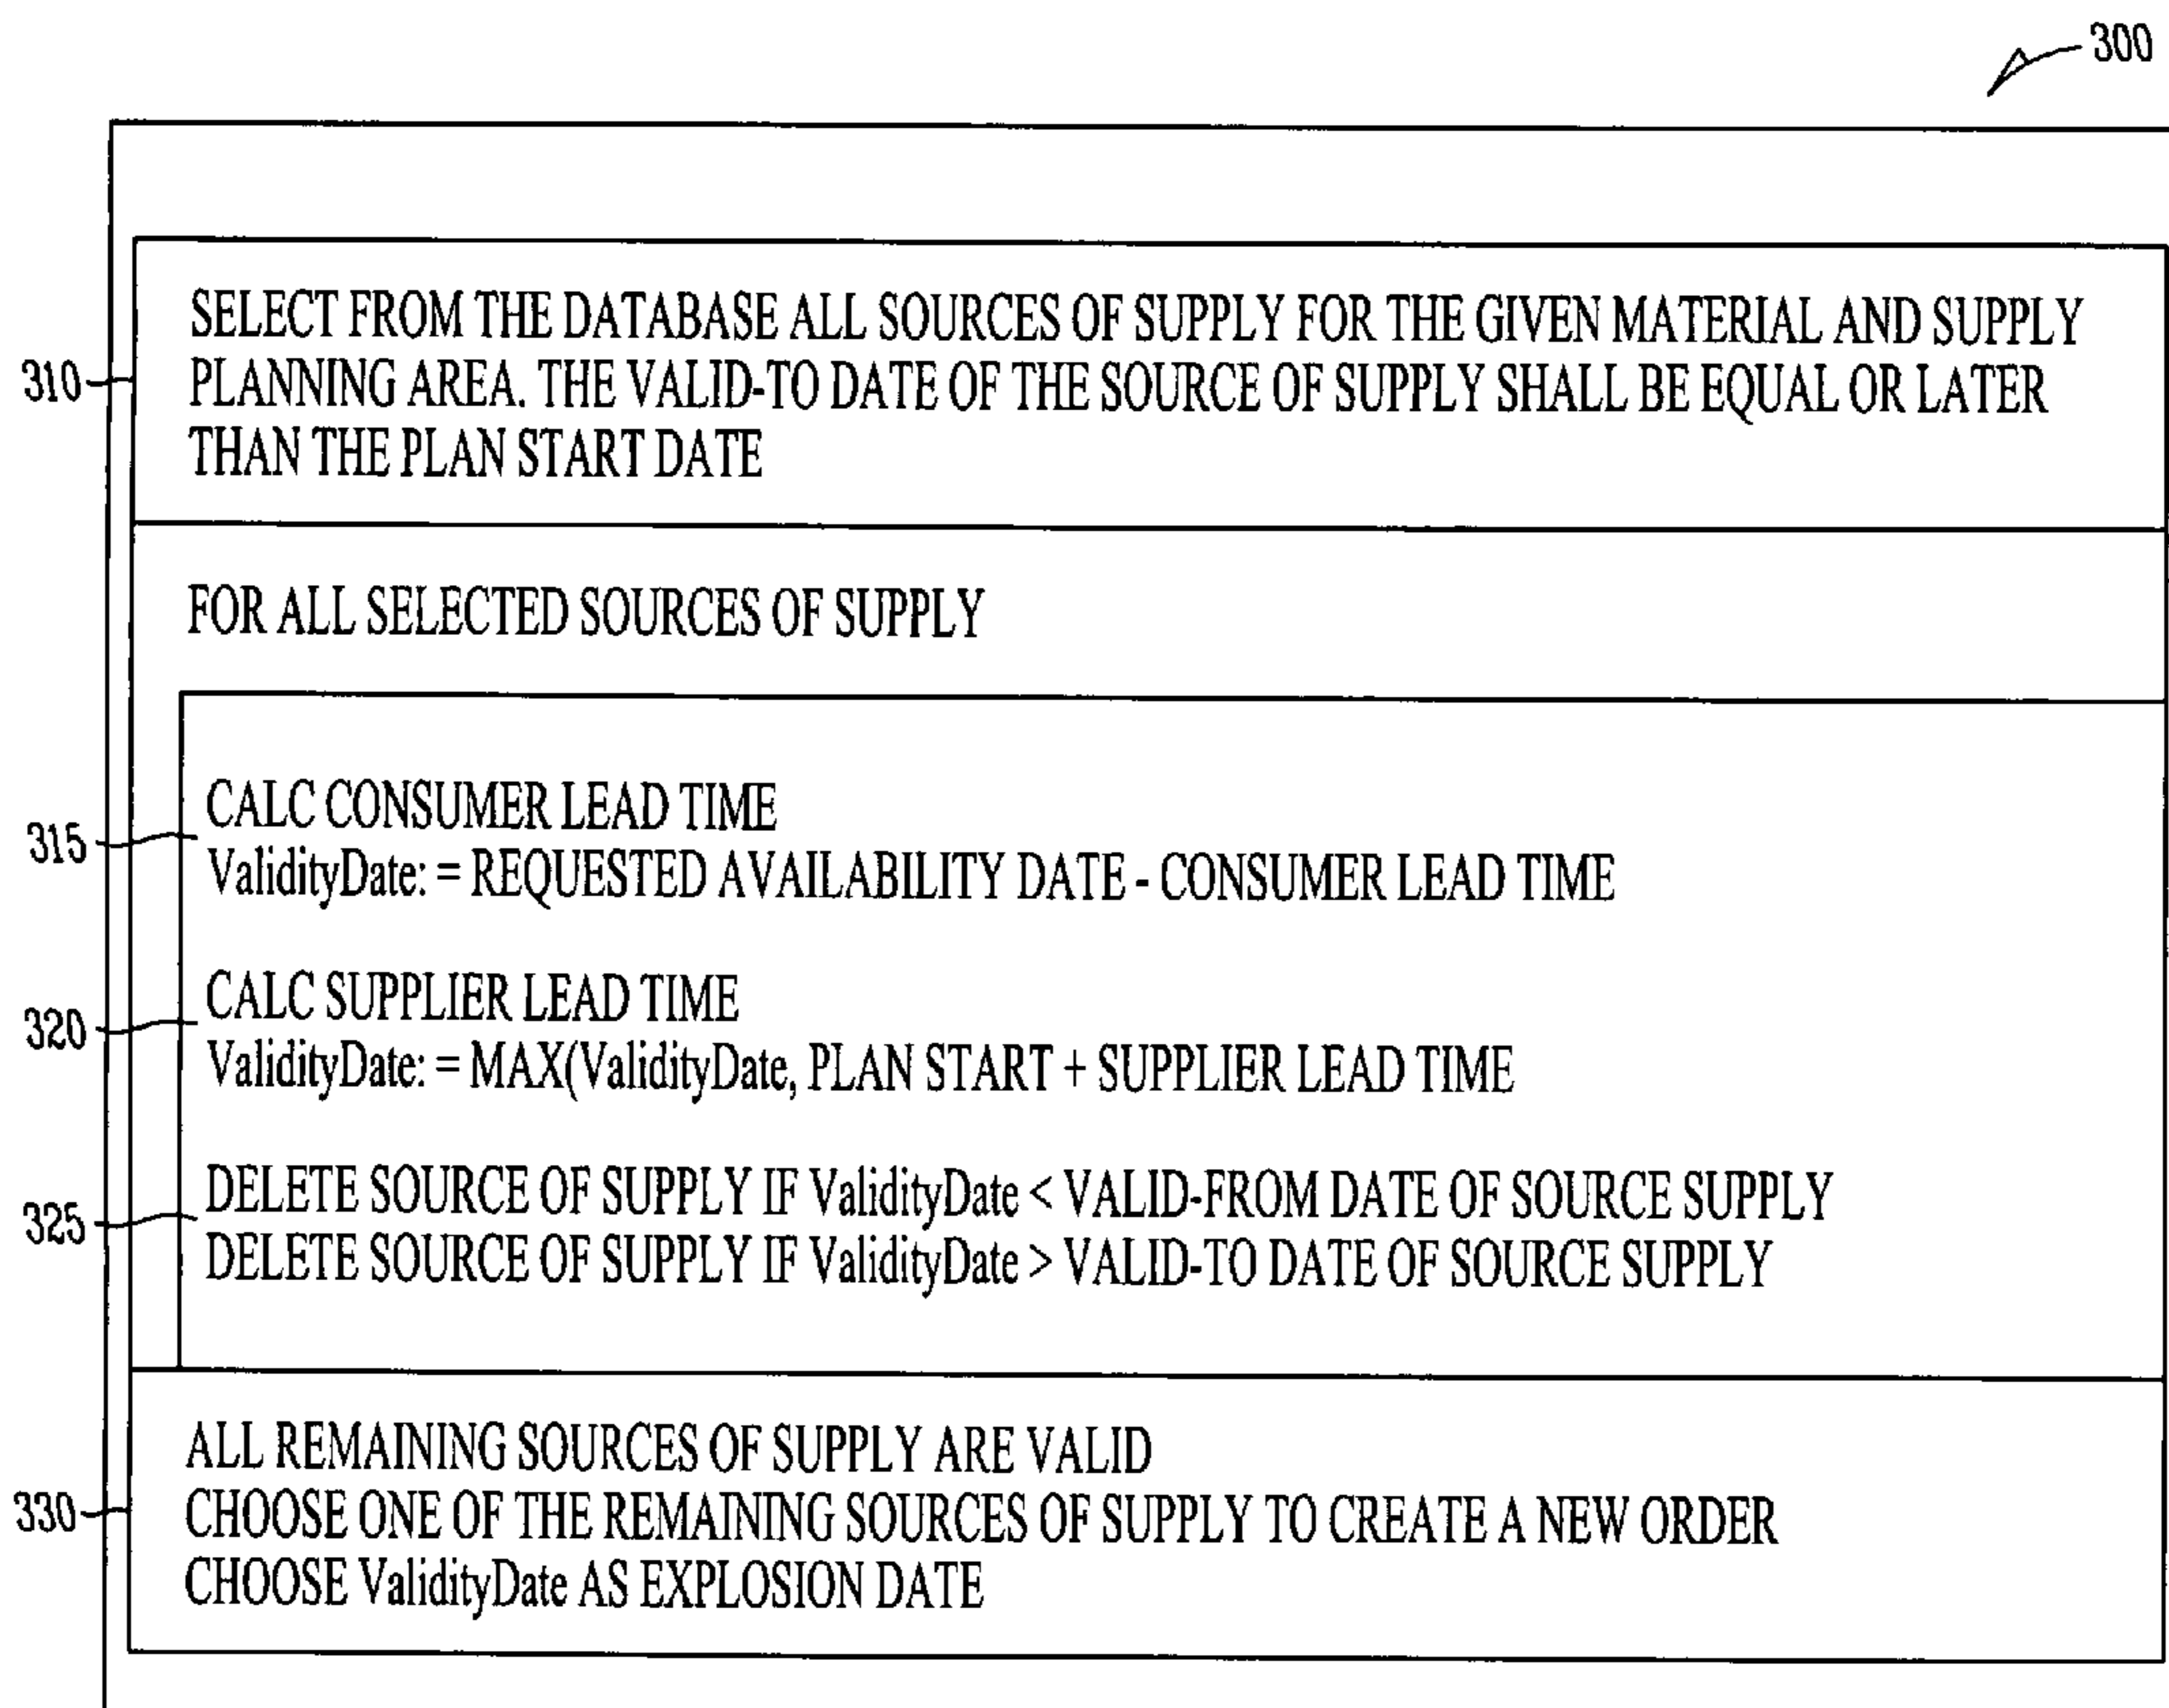 300
310
SELECT FROM THE DATABASE ALL SOURCES OF SUPPLY FOR THE GIVEN MATERIAL AND SUPPLY
PLANNING AREA. THE VALID-TO DATE OF THE SOURCE OF SUPPLY SHALL BE EQUAL OR LATER
THAN THE PLAN START DATE
FOR ALL SELECTED SOURCES OF SUPPLY
315
CALC CONSUMER LEAD TIME
ValidityDate: = REQUESTED AVAILABILITY DATE - CONSUMER LEAD TIME
320
CALC SUPPLIER LEAD TIME
ValidityDate: = MAX(ValidityDate, PLAN START + SUPPLIER LEAD TIME
325
DELETE SOURCE OF SUPPLY IF ValidityDate < VALID-FROM DATE OF SOURCE SUPPLY
DELETE SOURCE OF SUPPLY IF ValidityDate > VALID-TO DATE OF SOURCE SUPPLY
330
ALL REMAINING SOURCES OF SUPPLY ARE VALID
CHOOSE ONE OF THE REMAINING SOURCES OF SUPPLY TO CREATE A NEW ORDER
CHOOSE ValidityDate AS EXPLOSION DATE